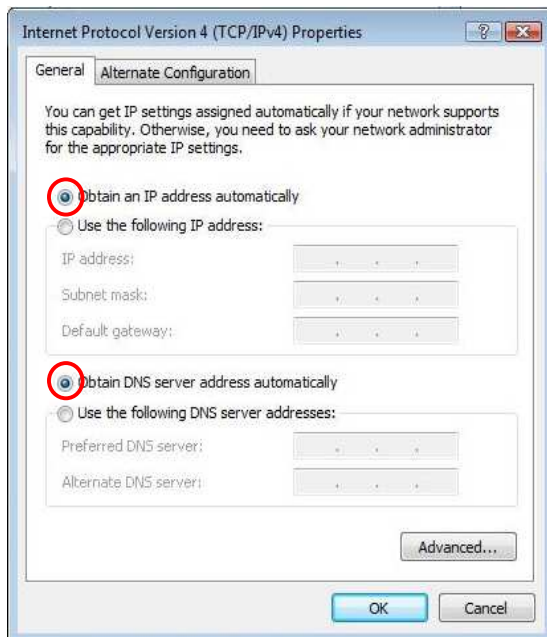 Internet Protocol Version 4 (TCP/IPv4) Properties
General
Alternate Configuration
You can get IP settings assigned automatically if your network supports
this capability. Otherwise, you need to ask your network administrator
for the appropriate IP settings.
Obtain an IP address automatically
Use the following IP address:
IP address:
Subnet mask:
Default gateway:
Obtain DNS server address automatically
Use the following DNS server addresses:
Preferred DNS server:
Alternate DNS server:
Advanced...
OK
Cancel